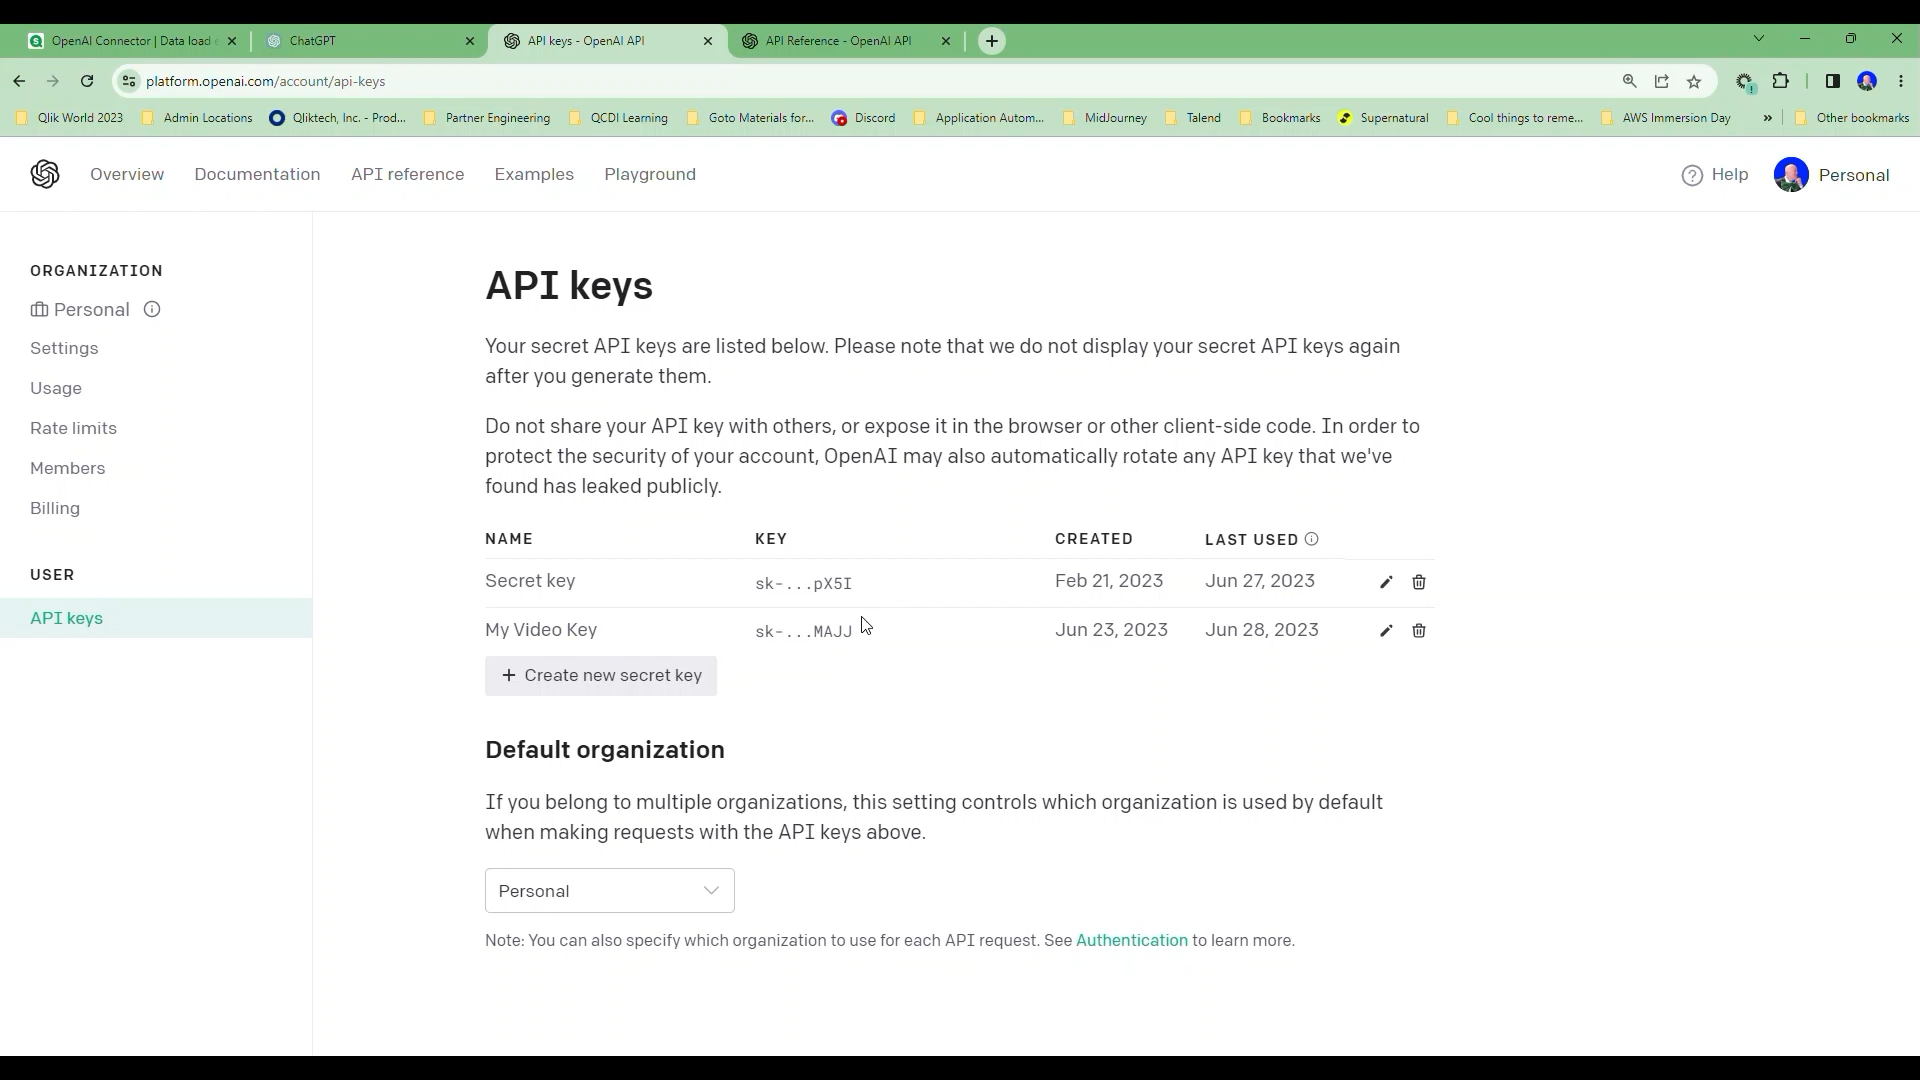 OpenAI Connector | Data load e
ChatGPT
API keys - OpenAI API
API Reference - OpenAI API
platform.openai.com/account/api-keys
Qlik World 2023
Admin Locations
Qliktech, Inc. - Prod...
Partner Engineering
QCDI Learning
Goto Materials for...
Discord
Application Autom...
MidJourney
Talend
Bookmarks
Supernatural
Cool things to reme...
AWS Immersion Day
»
Other bookmarks
Overview
Documentation
API reference
Examples
Playground
Help
Personal
ORGANIZATION
Personal
Settings
Usage
Rate limits
Members
Billing
USER
API keys
API keys
Your secret API keys are listed below. Please note that we do not display your secret API keys again
after you generate them.
Do not share your API key with others, or expose it in the browser or other client-side code. In order to
protect the security of your account, OpenAI may also automatically rotate any API key that we've
found has leaked publicly.
NAME KEY CREATED LAST USED
Secret key sk-...pX5I Feb 21, 2023 Jun 27, 2023
My Video Key sk-...MAJJ Jun 23, 2023 Jun 28, 2023
+ Create new secret key
Default organization
If you belong to multiple organizations, this setting controls which organization is used by default
when making requests with the API keys above.
Personal
Note: You can also specify which organization to use for each API request. See Authentication to learn more.